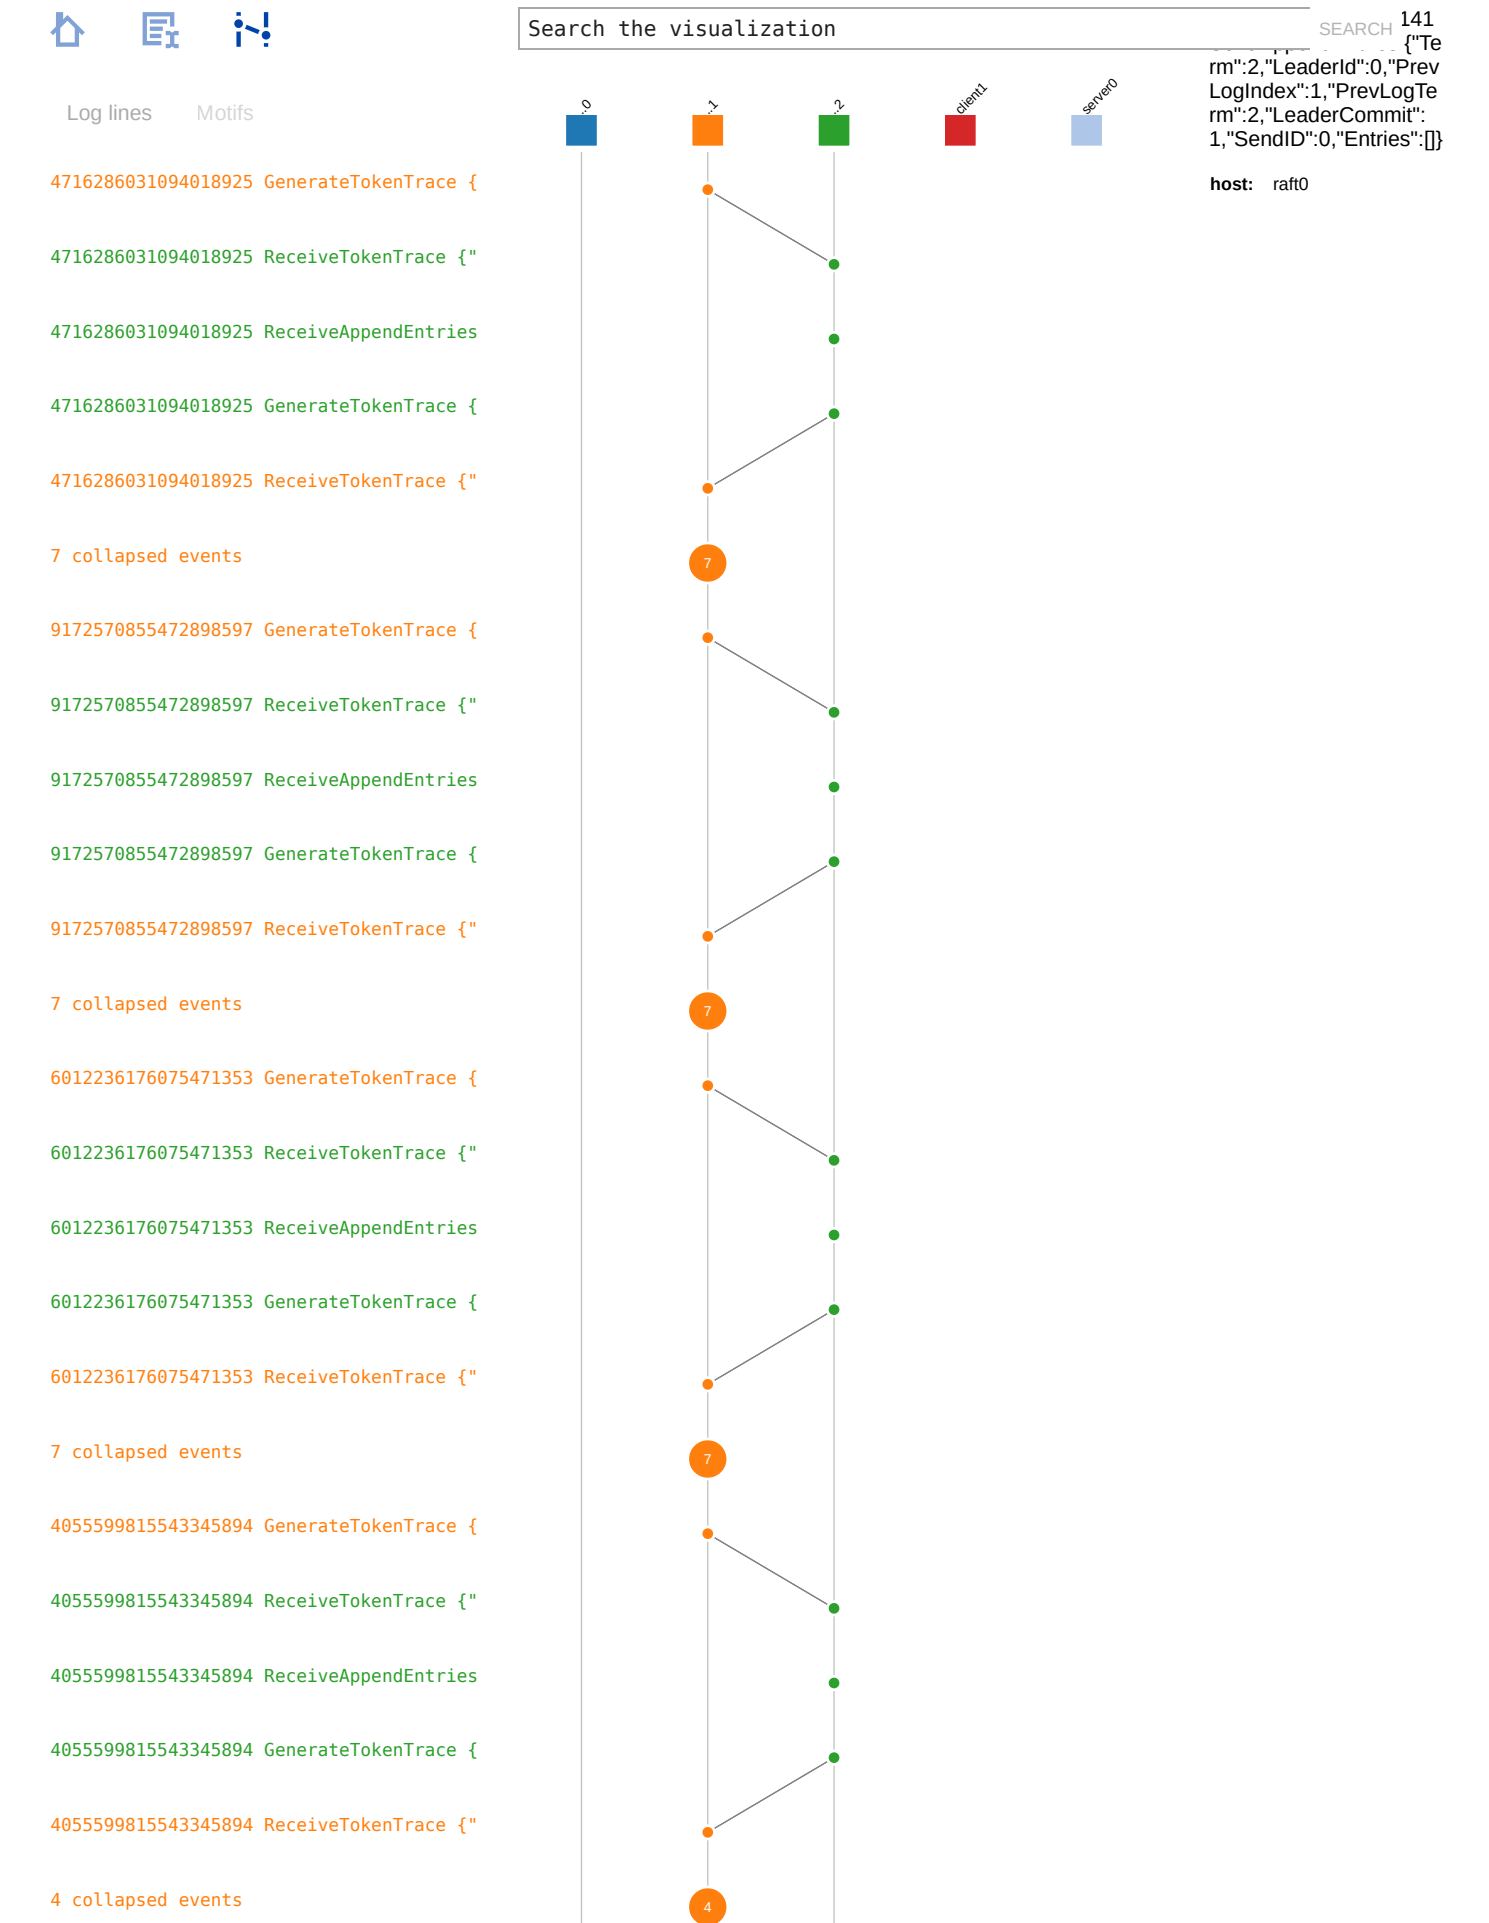 Search the visualization
SEARCH
141
{"Te
rm":2,"LeaderId":0,"Prev
LogIndex":1,"PrevLogTe
rm":2,"LeaderCommit":
1,"SendID":0,"Entries":[]}
host: raft0
Log lines Motifs
..0 ..1 ..2 client1 server0
4716286031094018925 GenerateTokenTrace {
4716286031094018925 ReceiveTokenTrace {"
4716286031094018925 ReceiveAppendEntries
4716286031094018925 GenerateTokenTrace {
4716286031094018925 ReceiveTokenTrace {"
7 collapsed events 7
9172570855472898597 GenerateTokenTrace {
9172570855472898597 ReceiveTokenTrace {"
9172570855472898597 ReceiveAppendEntries
9172570855472898597 GenerateTokenTrace {
9172570855472898597 ReceiveTokenTrace {"
7 collapsed events 7
6012236176075471353 GenerateTokenTrace {
6012236176075471353 ReceiveTokenTrace {"
6012236176075471353 ReceiveAppendEntries
6012236176075471353 GenerateTokenTrace {
6012236176075471353 ReceiveTokenTrace {"
7 collapsed events 7
4055599815543345894 GenerateTokenTrace {
4055599815543345894 ReceiveTokenTrace {"
4055599815543345894 ReceiveAppendEntries
4055599815543345894 GenerateTokenTrace {
4055599815543345894 ReceiveTokenTrace {"
4 collapsed events 4